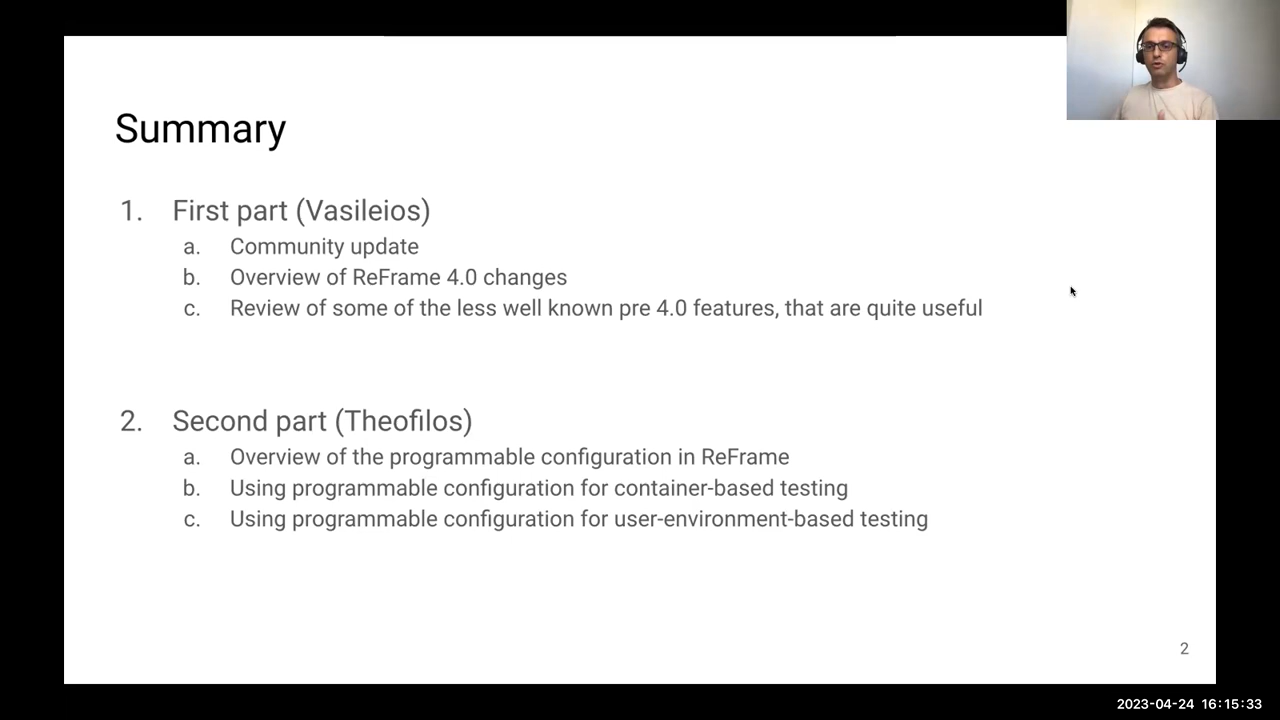 Summary
1. First part (Vasileios)
a. Community update
b. Overview of ReFrame 4.0 changes
c. Review of some of the less well known pre 4.0 features, that are quite useful
2. Second part (Theofilos)
a. Overview of the programmable configuration in ReFrame
b. Using programmable configuration for container-based testing
c. Using programmable configuration for user-environment-based testing
2
2023-04-24 16:15:33